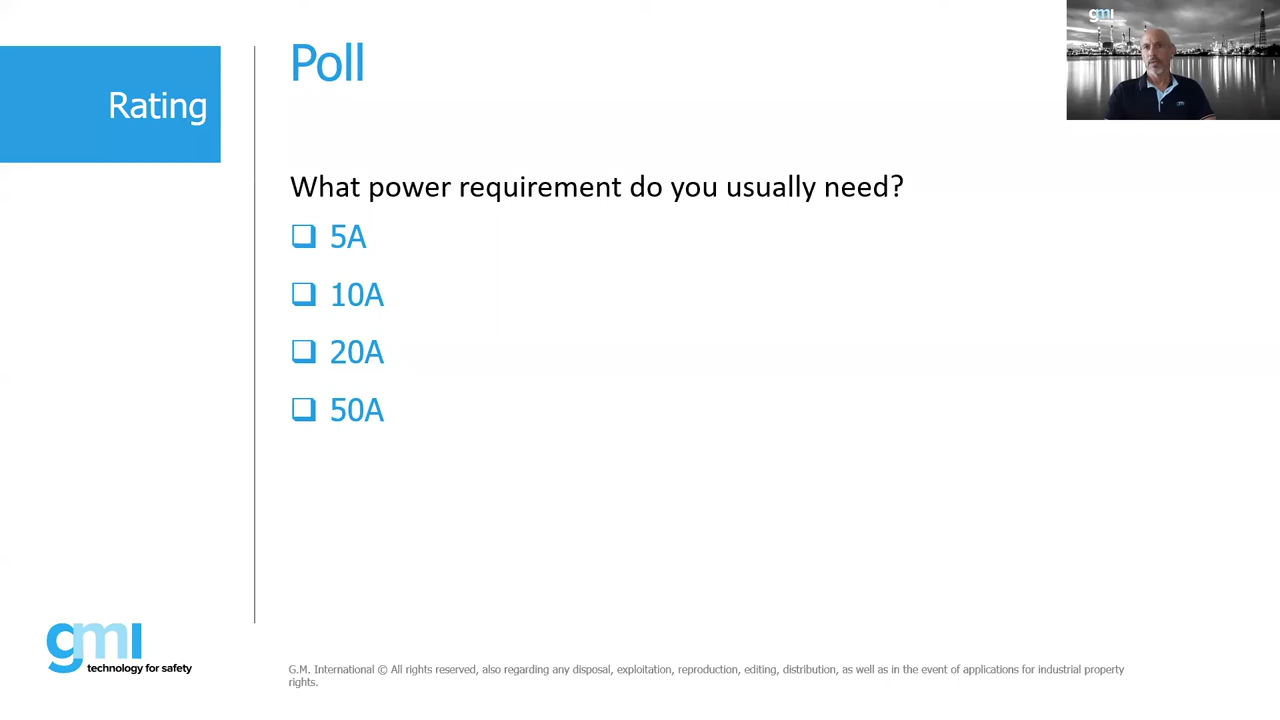 Poll
Rating
What power requirement do you usually need?
5A
10A
20A
50A
gmi
technology for safety
G.M. International © All rights reserved, also regarding any disposal, exploitation, reproduction, editing, distribution, as well as in the event of applications for industrial property
rights.
gmi
gmi